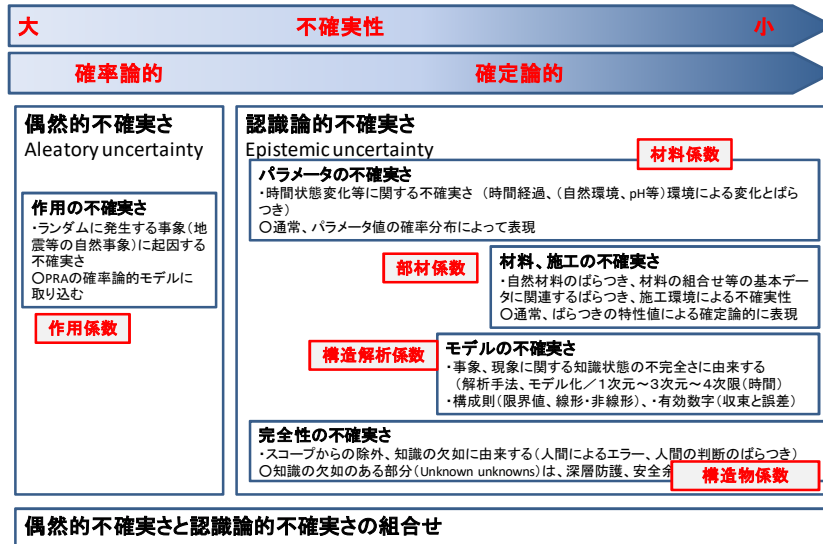 大 不確実性 小
確率論的 確定論的
偶然的不確実さ
Aleatory uncertainty
作用の不確実さ
・ランダムに発生する事象(地
震等の自然事象)に起因する
不確実さ
〇PRAの確率論的モデルに
取り込む
作用係数
認識論的不確実さ
Epistemic uncertainty
材料係数
パラメータの不確実さ
・時間状態変化等に関する不確実さ (時間経過、(自然環境、pH等)環境による変化とばら
つき)
〇通常、パラメータ値の確率分布によって表現
部材係数
材料、施工の不確実さ
・自然材料のばらつき、材料の組合せ等の基本デー
タに関連するばらつき、施工環境による不確実性
〇通常、ばらつきの特性値による確定論的に表現
構造解析係数
モデルの不確実さ
・事象、現象に関する知識状態の不完全さに由来する
(解析手法、モデル化/1次元~3次元~4次限(時間)
・構成則(限界値、線形・非線形)、・有効数字(収束と誤差)
完全性の不確実さ
・スコープからの除外、知識の欠如に由来する(人間によるエラー、人間の判断のばらつき)
〇知識の欠如のある部分(Unknown unknowns)は、深層防護、安全
構造物係数
偶然的不確実さと認識論的不確実さの組合せ